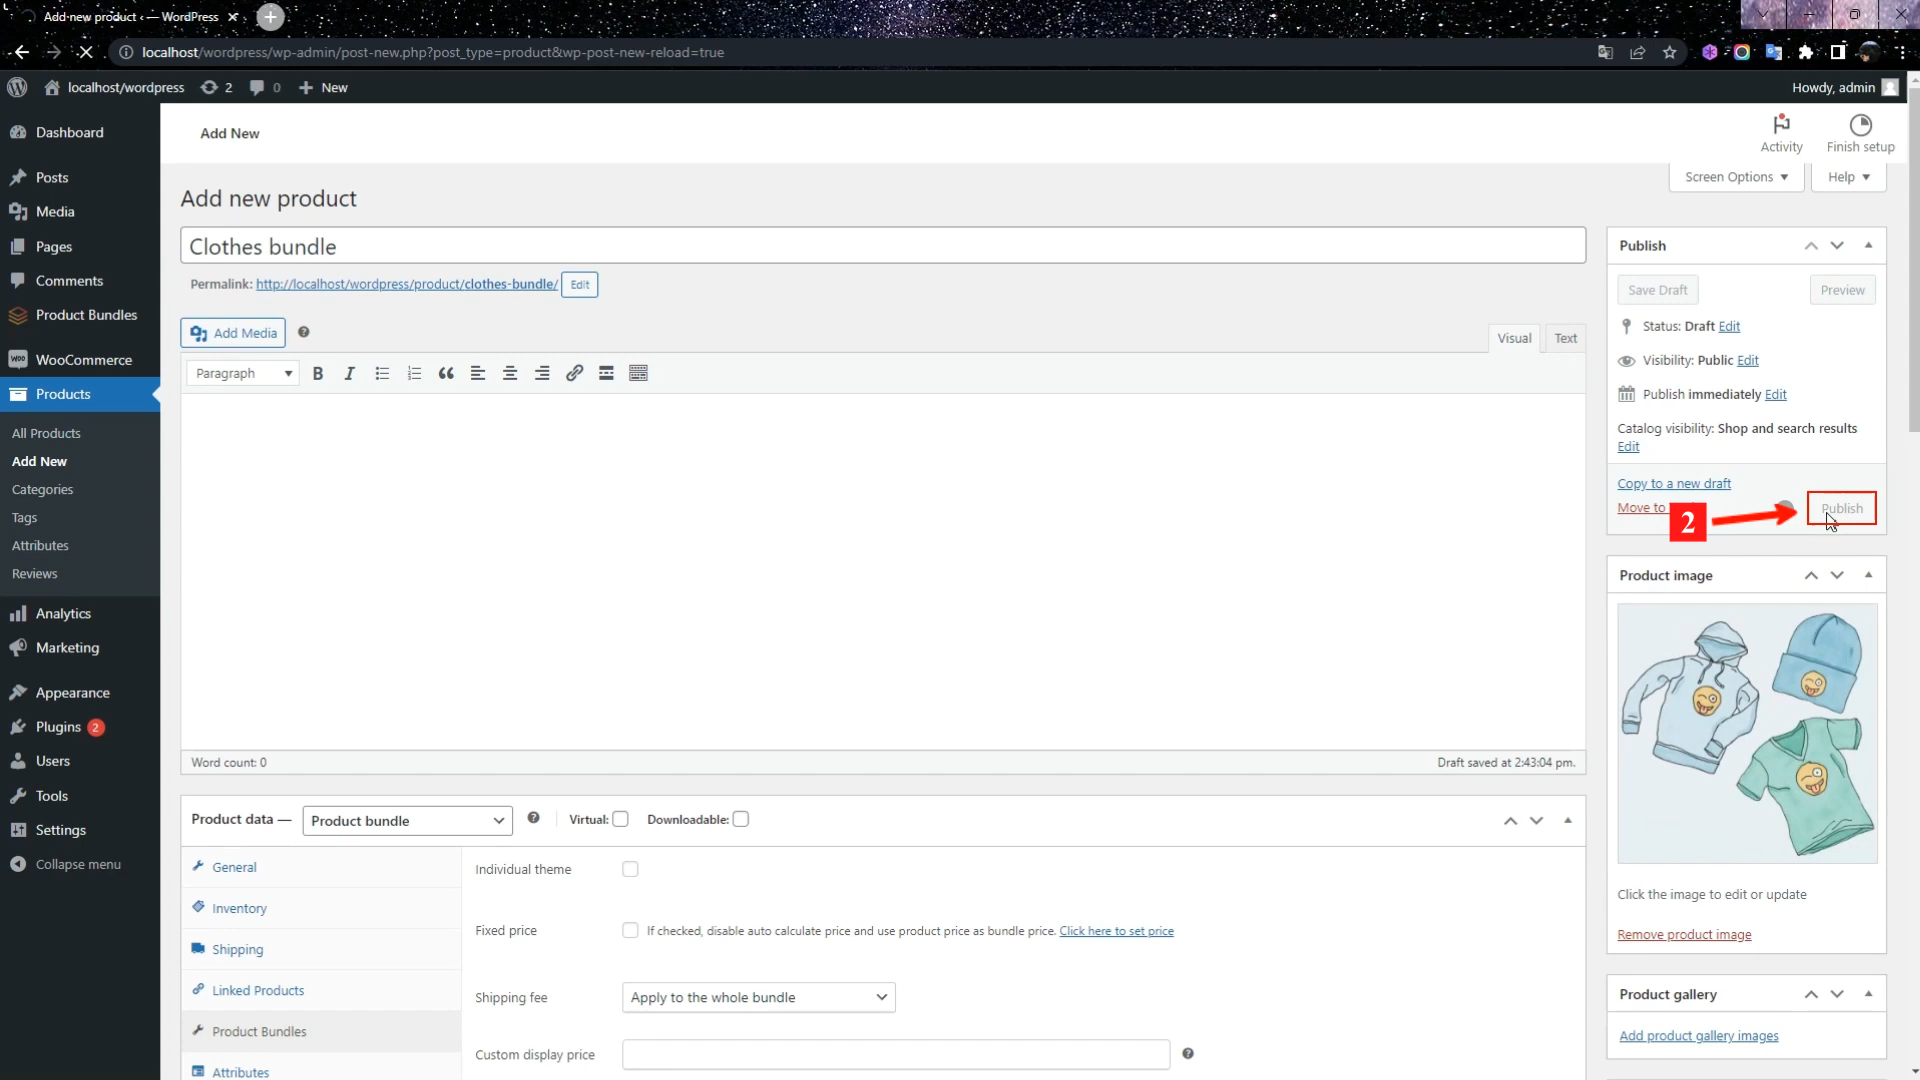 Add new product ‹ — WordPress
localhost/wordpress/wp-admin/post-new.php?post_type=product&wp-post-new-reload=true
localhost/wordpress 2 0 New
Howdy, admin
Dashboard
Posts
Media
Pages
Comments
Product Bundles
WooCommerce
Products
All Products
Add New
Categories
Tags
Attributes
Reviews
Analytics
Marketing
Appearance
Plugins 2
Users
Tools
Settings
Collapse menu
Add New
Activity
Finish setup
Screen Options
Help
Add new product
Clothes bundle
Permalink: http://localhost/wordpress/product/clothes-bundle/ Edit
Add Media
Visual Text
Paragraph
Word count: 0
Draft saved at 2:43:04 pm.
Product data — Product bundle Virtual: Downloadable:
General
Inventory
Shipping
Linked Products
Product Bundles
Attributes
Individual theme
Fixed price If checked, disable auto calculate price and use product price as bundle price. Click here to set price
Shipping fee Apply to the whole bundle
Custom display price
Publish
Save Draft Preview
Status: Draft Edit
Visibility: Public Edit
Publish immediately Edit
Catalog visibility: Shop and search results
Edit
Copy to a new draft
Move to
2
Publish
Product image
Click the image to edit or update
Remove product image
Product gallery
Add product gallery images